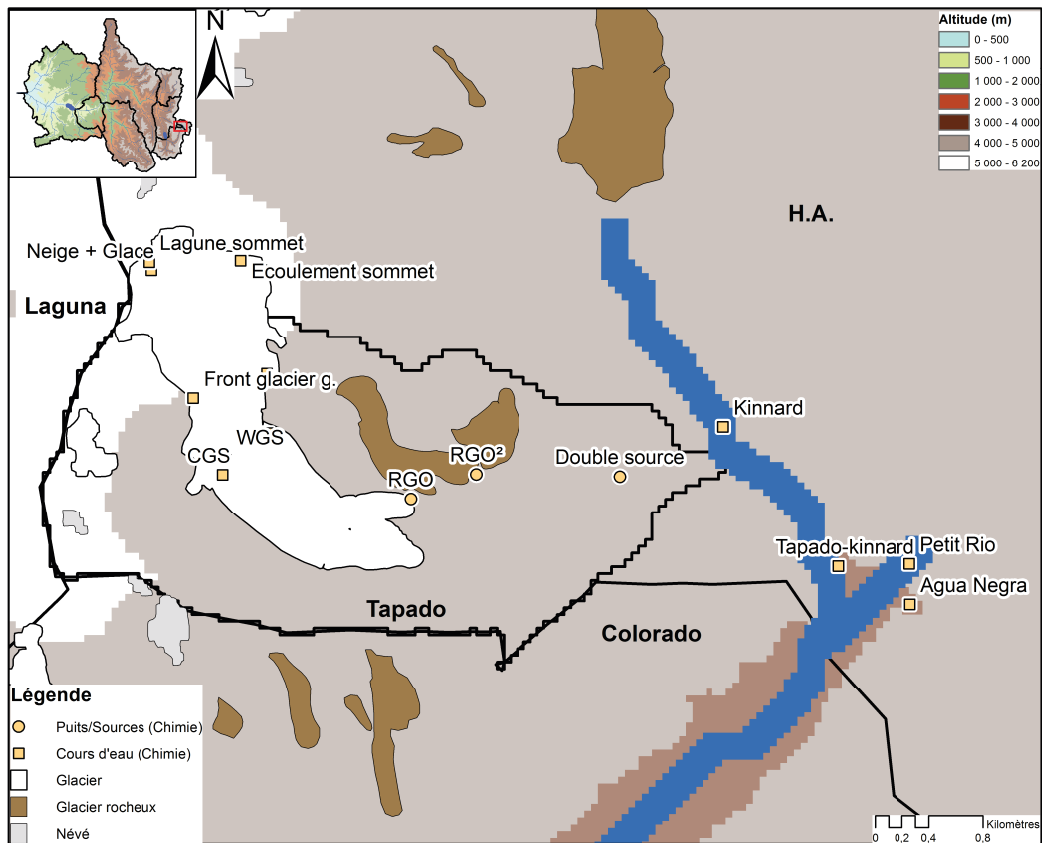 N
Altitude (m)
0 - 500
500 - 1 000
1 000 - 2 000
2 000 - 3 000
3 000 - 4 000
4 000 - 5 000
5 000 - 6 200
H.A.
Neige + Glace
Lagune sommet
Ecoulement sommet
Laguna
Front glacier g.
Kinnard
WGS
CGS
RGO²
Double source
RGO
Tapado-kinnard
Petit Rio
Agua Negra
Tapado
Colorado
Légende
Puits/Sources (Chimie)
Cours d'eau (Chimie)
Glacier
Glacier rocheux
Névé
Kilomètres
0 0,2 0,4 0,8